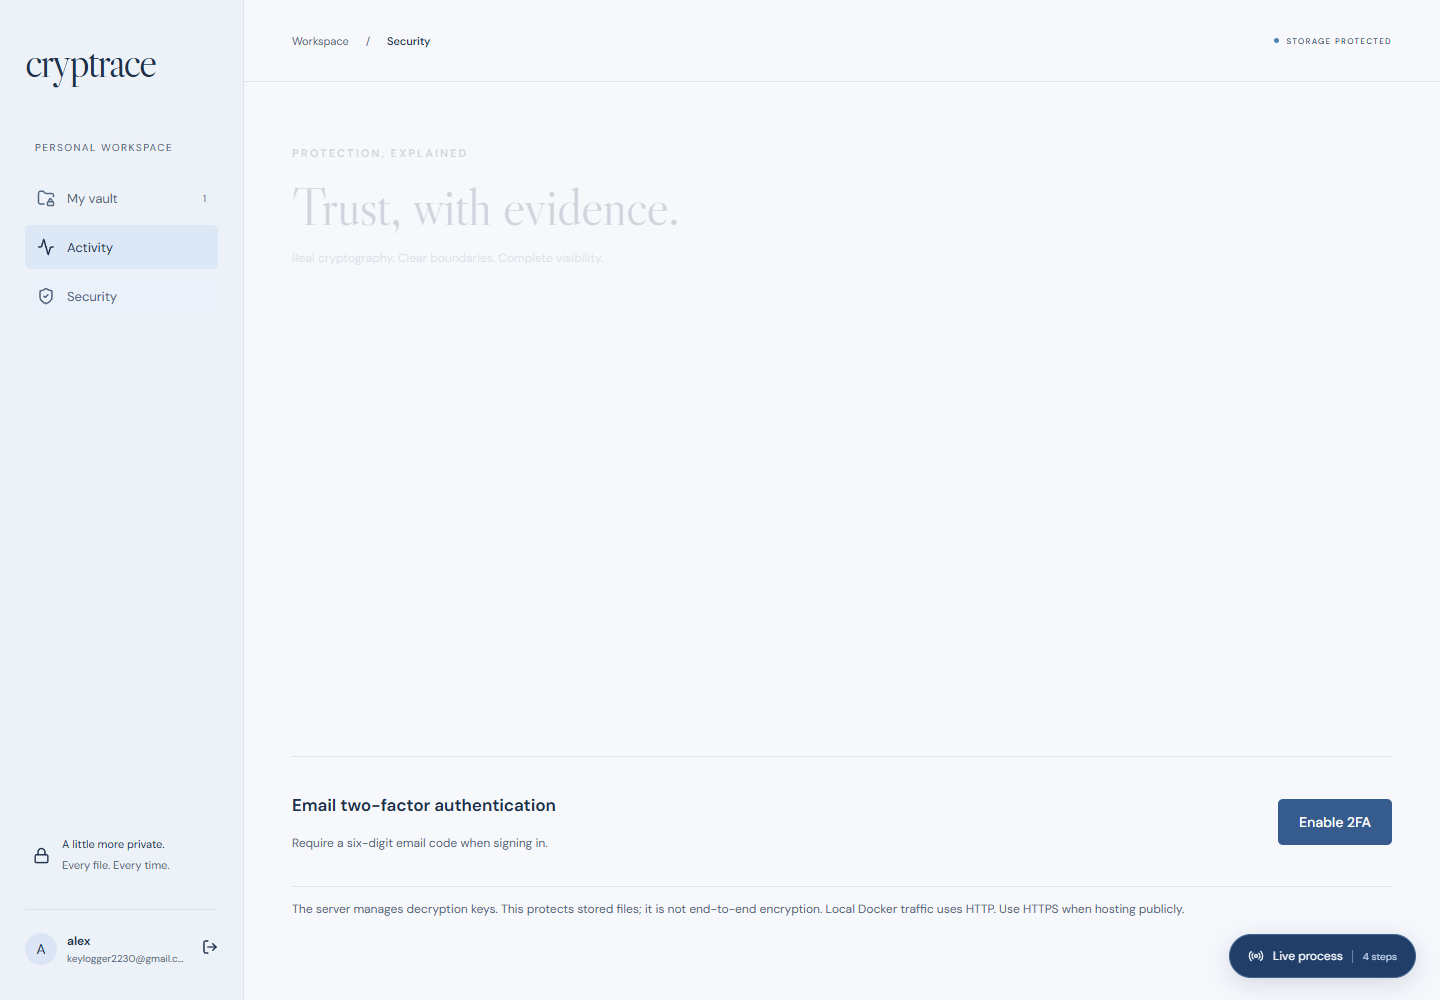 cryptrace
Workspace / Security
STORAGE PROTECTED
PERSONAL WORKSPACE
My vault 1
Activity
Security
PROTECTION, EXPLAINED
Trust, with evidence.
Real cryptography. Clear boundaries. Complete visibility.
Email two-factor authentication
Require a six-digit email code when signing in.
Enable 2FA
The server manages decryption keys. This protects stored files; it is not end-to-end encryption. Local Docker traffic uses HTTP. Use HTTPS when hosting publicly.
A little more private.
Every file. Every time.
A
alex
keylogger2230@gmail.c...
Live process 4 steps